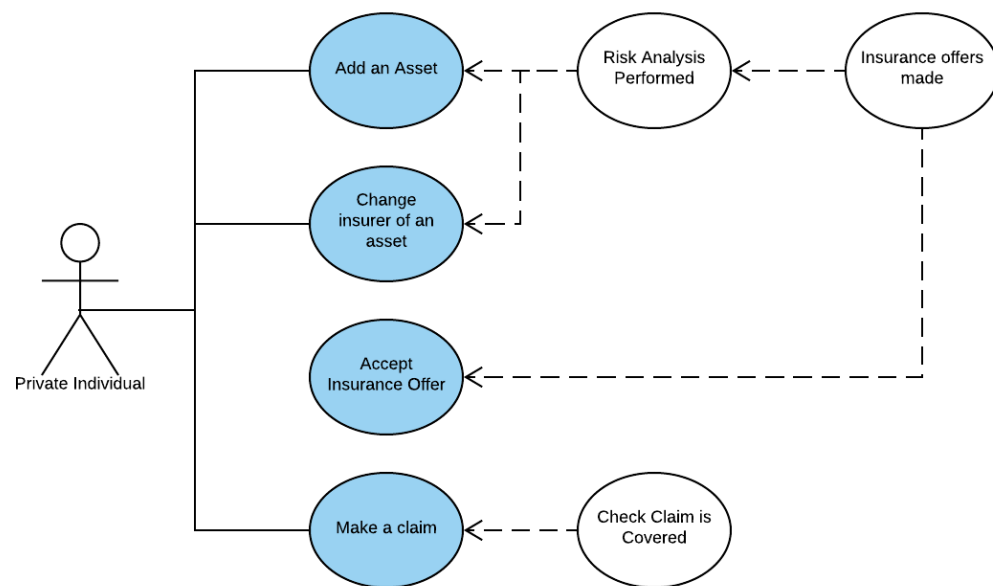 Add an Asset
Risk Analysis
Performed
Insurance offers
made
Change
insurer of an
asset
Private Individual
Accept
Insurance Offer
Make a claim
Check Claim is
Covered